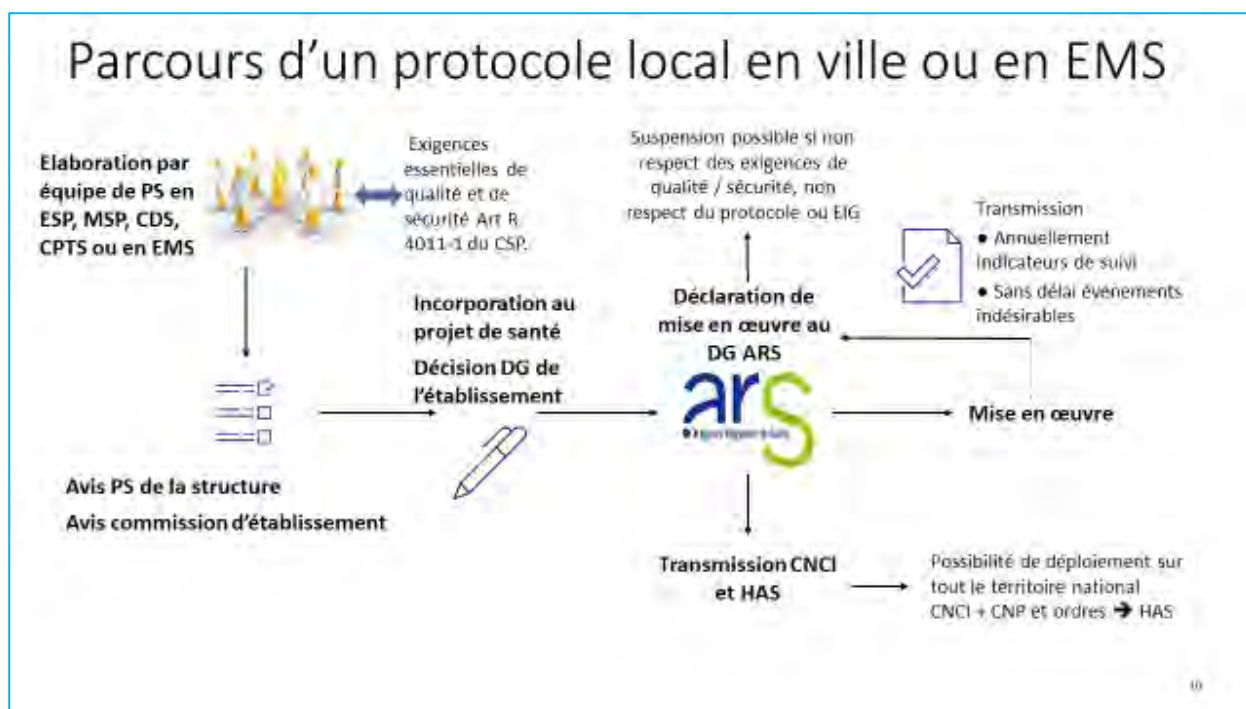 Parcours d'un protocole local en ville ou en EMS
Elaboration par
équipe de PS en
ESP, MSP, CDS,
CPTS ou en EMS
Exigences
essentielles de
qualité et de
sécurité Art R
4011-1 du CSP.
Avis PS de la structure
Avis commission d'établissement
Incorporation au
projet de santé
Décision DG de
l'établissement
Suspension possible si non
respect des exigences de
qualité / sécurité, non
respect du protocole ou EIG
Déclaration de
mise en œuvre au
DG ARS
ars
Transmission
● Annuellement
indicateurs de suivi
● Sans délai événements
indésirables
Mise en œuvre
Transmission CNCI
et HAS
Possibilité de déploiement sur
tout le territoire national
CNCI + CNP et ordres ➔ HAS
10